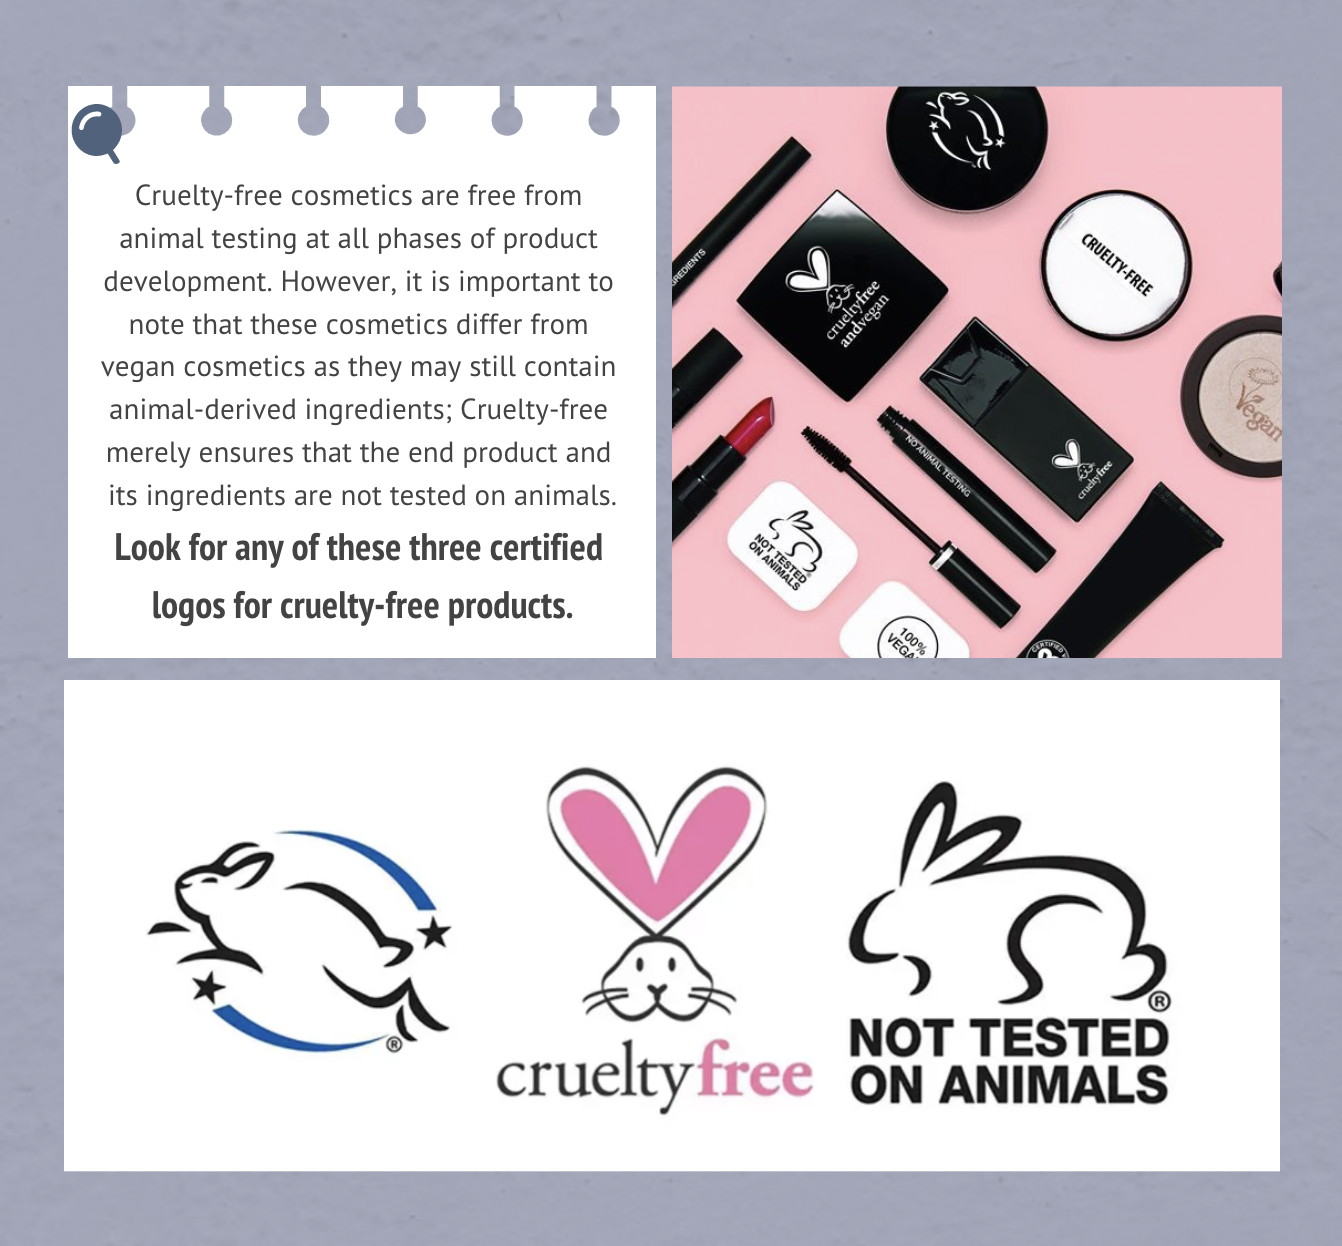 Cruelty-free cosmetics are free from
animal testing at all phases of product
development. However, it is important to
note that these cosmetics differ from
vegan cosmetics as they may still contain
animal-derived ingredients; Cruelty-free
merely ensures that the end product and
its ingredients are not tested on animals.
Look for any of these three certified
logos for cruelty-free products.
CRUELTY-FREE
crueltyfree
andvegan
Vegan
NO ANIMAL TESTING
crueltyfree
NOT TESTED
ON ANIMALS
100%
CERTIFIED
crueltyfree
®
NOT TESTED
ON ANIMALS
®